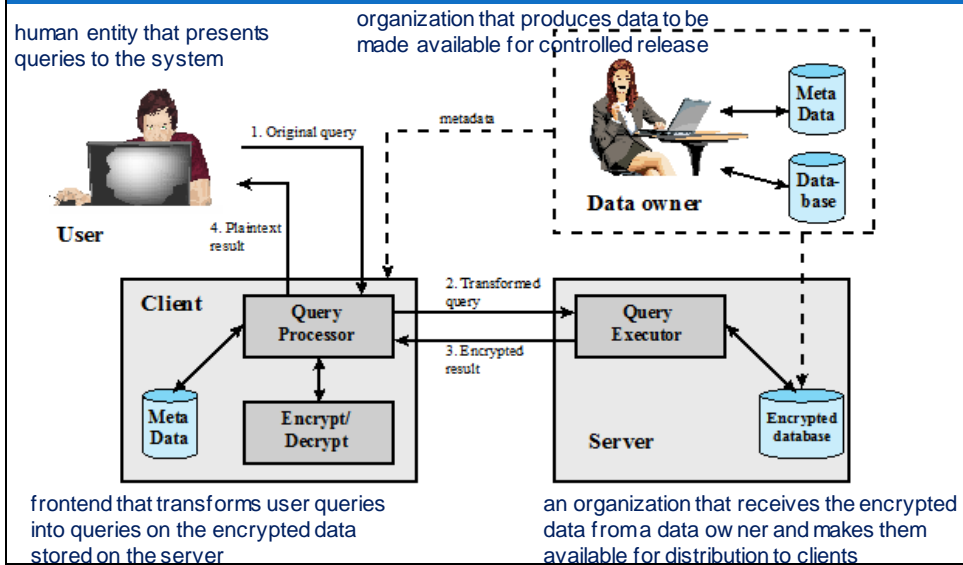 human entity that presents
queries to the system
organization that produces data to be
made available for controlled release
Meta
Data
metadata
1. Original query
Data-
base
Data owner
User
4. Plaintext
result
Client
2. Transformed
query
Query
Processor
Query
Executor
3. Encrypted
result
Meta
Data
Encrypt/
Decrypt
Server
Encrypted
database
frontend that transforms user queries
into queries on the encrypted data
stored on the server
an organization that receives the encrypted
data from a data owner and makes them
available for distribution to clients